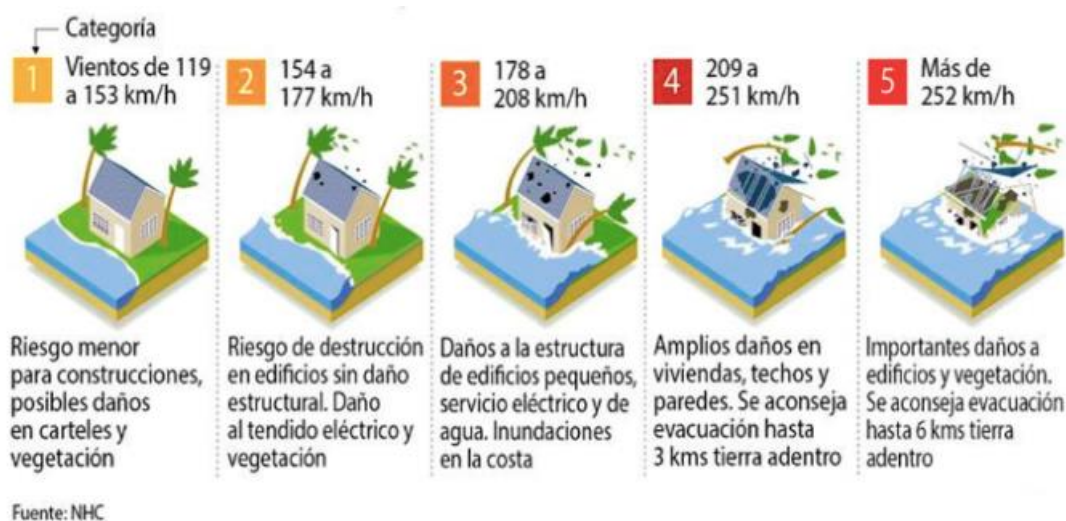 Categoría
1 Vientos de 119
a 153 km/h
2 154 a
177 km/h
3 178 a
208 km/h
4 209 a
251 km/h
5 Más de
252 km/h
Riesgo menor
para construcciones,
posibles daños
en carteles y
vegetación
Riesgo de destrucción
en edificios sin daño
estructural. Daño
al tendido eléctrico y
vegetación
Daños a la estructura
de edificios pequeños,
servicio eléctrico y de
agua. Inundaciones
en la costa
Amplios daños en
viviendas, techos y
paredes. Se aconseja
evacuación hasta
3 kms tierra adentro
Importantes daños a
edificios y vegetación.
Se aconseja evacuación
hasta 6 kms tierra
adentro
Fuente: NHC